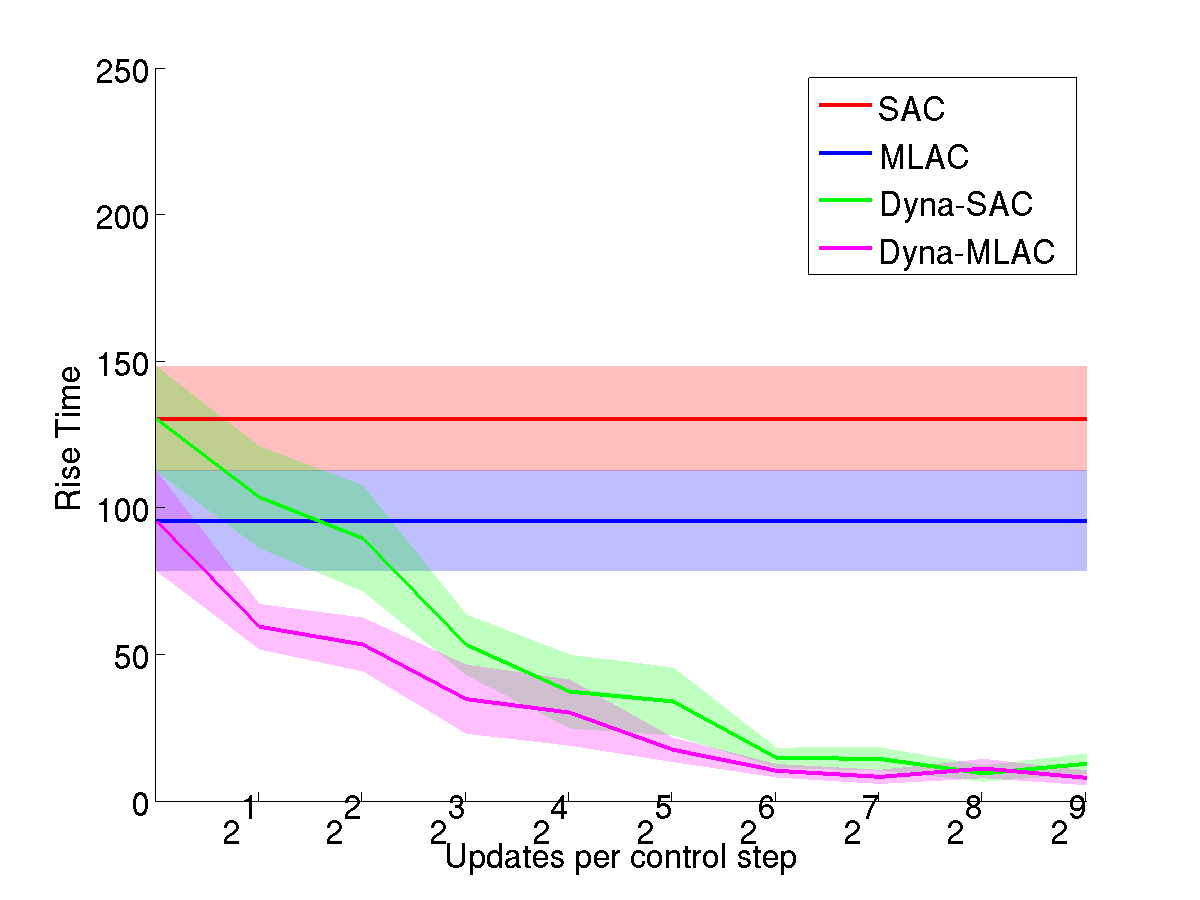 250
200
150
100
50
0
Rise Time
SAC
MLAC
Dyna-SAC
Dyna-MLAC
1 2 3 4 5 6 7 8 9
2 2 2 2 2 2 2 2 2
Updates per control step